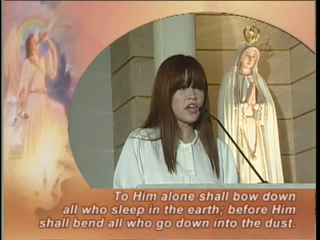 To Him alone shall bow down
all who sleep in the earth; before Him
shall bend all who go down into the dust.